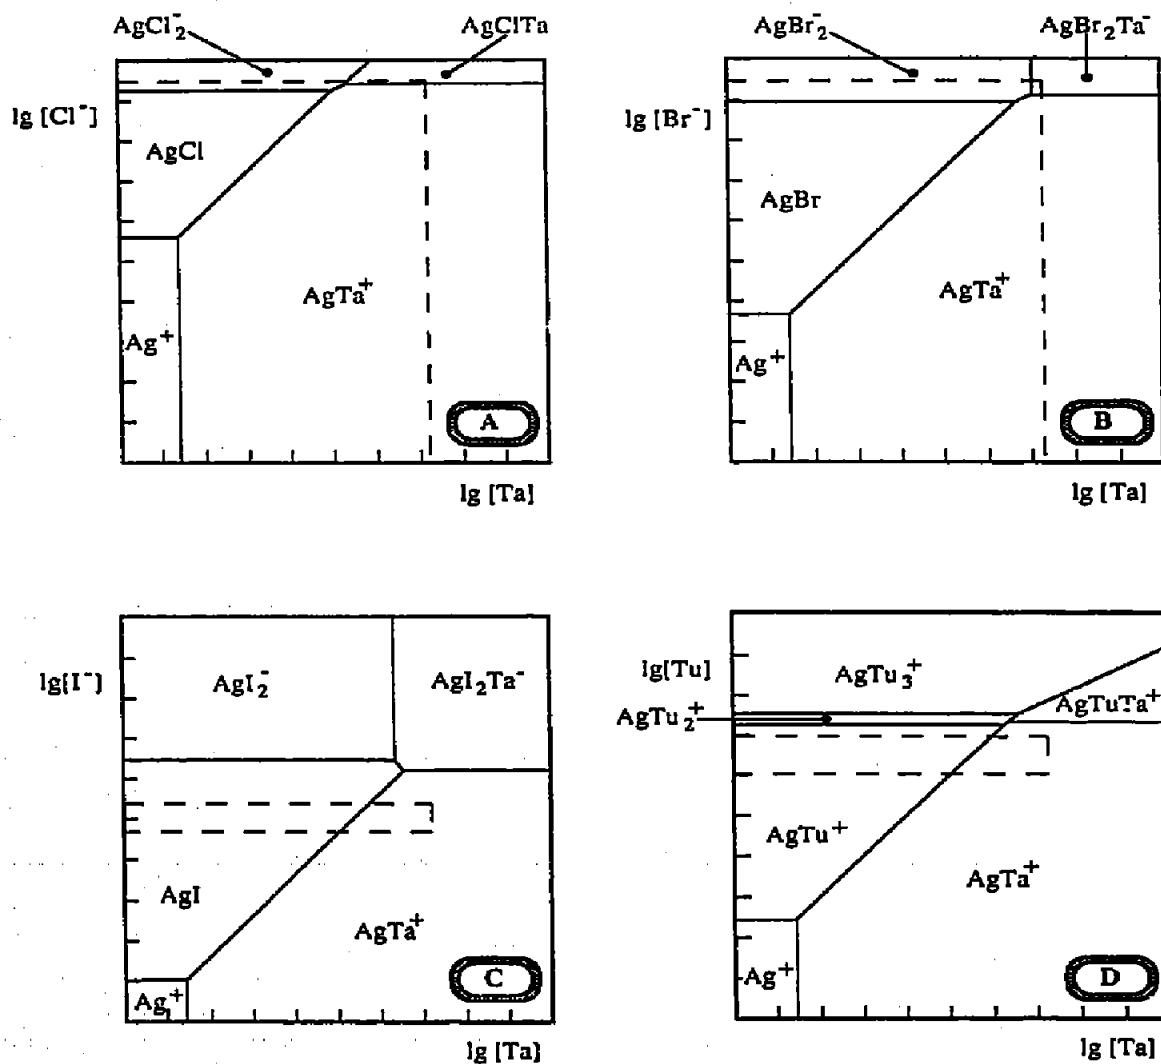 AgCl₂⁻
AgClTa
lg [Cl⁻]
AgCl
AgTa⁺
Ag⁺
A
lg [Ta]
AgBr₂⁻
AgBr₂Ta⁻
lg [Br⁻]
AgBr
AgTa⁺
Ag⁺
B
lg [Ta]
lg[I⁻]
AgI₂⁻
AgI₂Ta⁻
AgI
AgTa⁺
Ag⁺
C
lg [Ta]
lg[Tu]
AgTu₃⁺
AgTu₂⁺
AgTuTa⁺
AgTu⁺
AgTa⁺
Ag⁺
D
lg [Ta]